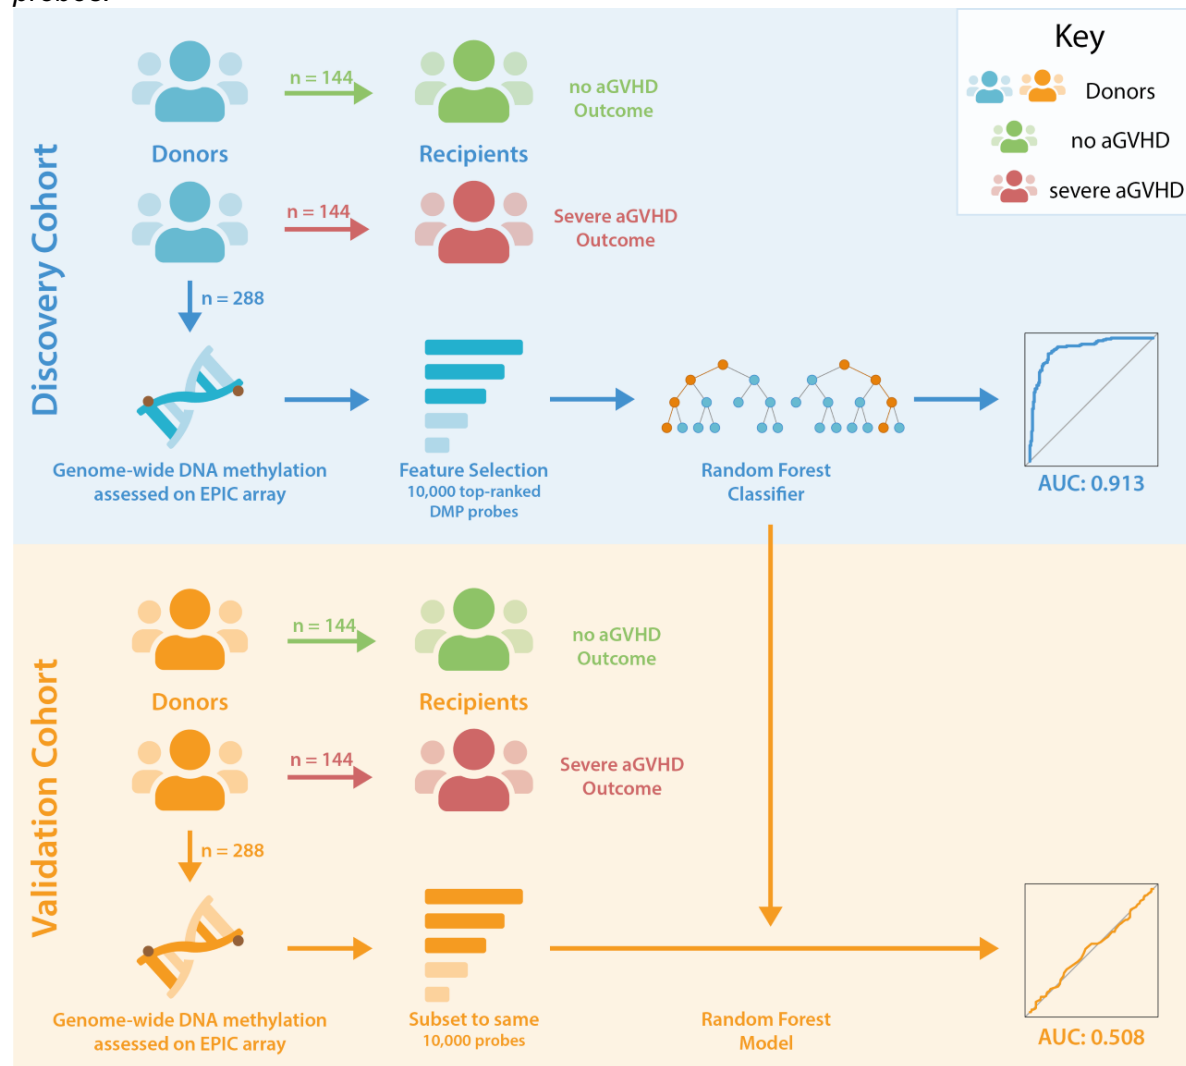 probes.
Key
Donors
no aGVHD
severe aGVHD
Discovery Cohort
n = 144
no aGVHD
Outcome
Donors
Recipients
n = 144
Severe aGVHD
Outcome
n = 288
Genome-wide DNA methylation
assessed on EPIC array
Feature Selection
10,000 top-ranked
DMP probes
Random Forest
Classifier
AUC: 0.913
Validation Cohort
n = 144
no aGVHD
Outcome
Donors
Recipients
n = 144
Severe aGVHD
Outcome
n = 288
Genome-wide DNA methylation
assessed on EPIC array
Subset to same
10,000 probes
Random Forest
Model
AUC: 0.508